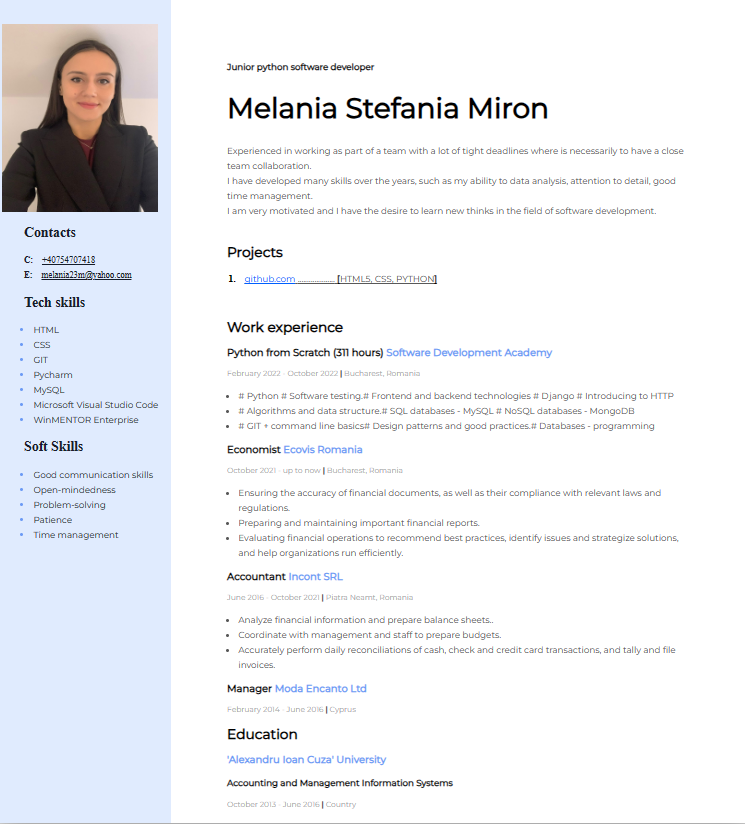 Junior python software developer
Melania Stefania Miron
Experienced in working as part of a team with a lot of tight deadlines where is necessarily to have a close
team collaboration.
I have developed many skills over the years, such as my ability to data analysis, attention to detail, good
time management.
I am very motivated and I have the desire to learn new thinks in the field of software development.
Contacts
C: +40754707418
E: melania23m@yahoo.com
Tech skills
HTML
CSS
GIT
Pycharm
MySQL
Microsoft Visual Studio Code
WinMENTOR Enterprise
Soft Skills
Good communication skills
Open-mindedness
Problem-solving
Patience
Time management
Projects
1. github.com .................. [HTML5, CSS, PYTHON]
Work experience
Python from Scratch (311 hours) Software Development Academy
February 2022 - October 2022 | Bucharest, Romania
# Python # Software testing.# Frontend and backend technologies # Django # Introducing to HTTP
# Algorithms and data structure.# SQL databases - MySQL # NoSQL databases - MongoDB
# GIT + command line basics# Design patterns and good practices.# Databases - programming
Economist Ecovis Romania
October 2021 - up to now | Bucharest, Romania
Ensuring the accuracy of financial documents, as well as their compliance with relevant laws and
regulations.
Preparing and maintaining important financial reports.
Evaluating financial operations to recommend best practices, identify issues and strategize solutions,
and help organizations run efficiently.
Accountant Incont SRL
June 2016 - October 2021 | Piatra Neamt, Romania
Analyze financial information and prepare balance sheets..
Coordinate with management and staff to prepare budgets.
Accurately perform daily reconciliations of cash, check and credit card transactions, and tally and file
invoices.
Manager Moda Encanto Ltd
February 2014 - June 2016 | Cyprus
Education
'Alexandru Ioan Cuza' University
Accounting and Management Information Systems
October 2013 - June 2016 | Country